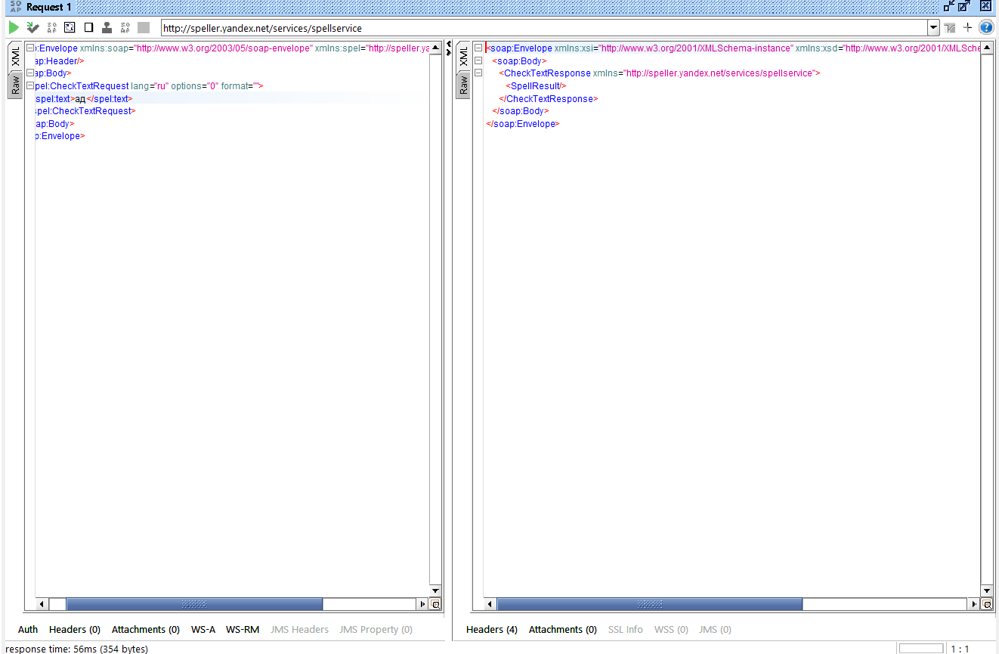 SO AP Request 1
http://speller.yandex.net/services/spellservice
XML
Raw
p:Envelope xmlns:soap="http://www.w3.org/2003/05/soap-envelope" xmlns:spel="http://speller.ya
ap:Header/>
ap:Body>
pel:CheckTextRequest lang="ru" options="0" format="">
spel:text>ад</spel:text>
spel:CheckTextRequest>
ap:Body>
p:Envelope>
XML
Raw
<soap:Envelope xmlns:xsi="http://www.w3.org/2001/XMLSchema-instance" xmlns:xsd="http://www.w3.org/2001/XMLSche
<soap:Body>
<CheckTextResponse xmlns="http://speller.yandex.net/services/spellservice">
<SpellResult/>
</CheckTextResponse>
</soap:Body>
</soap:Envelope>
Auth Headers (0) Attachments (0) WS-A WS-RM JMS Headers JMS Property (0)
Headers (4) Attachments (0) SSL Info WSS (0) JMS (0)
response time: 56ms (354 bytes)
1 : 1